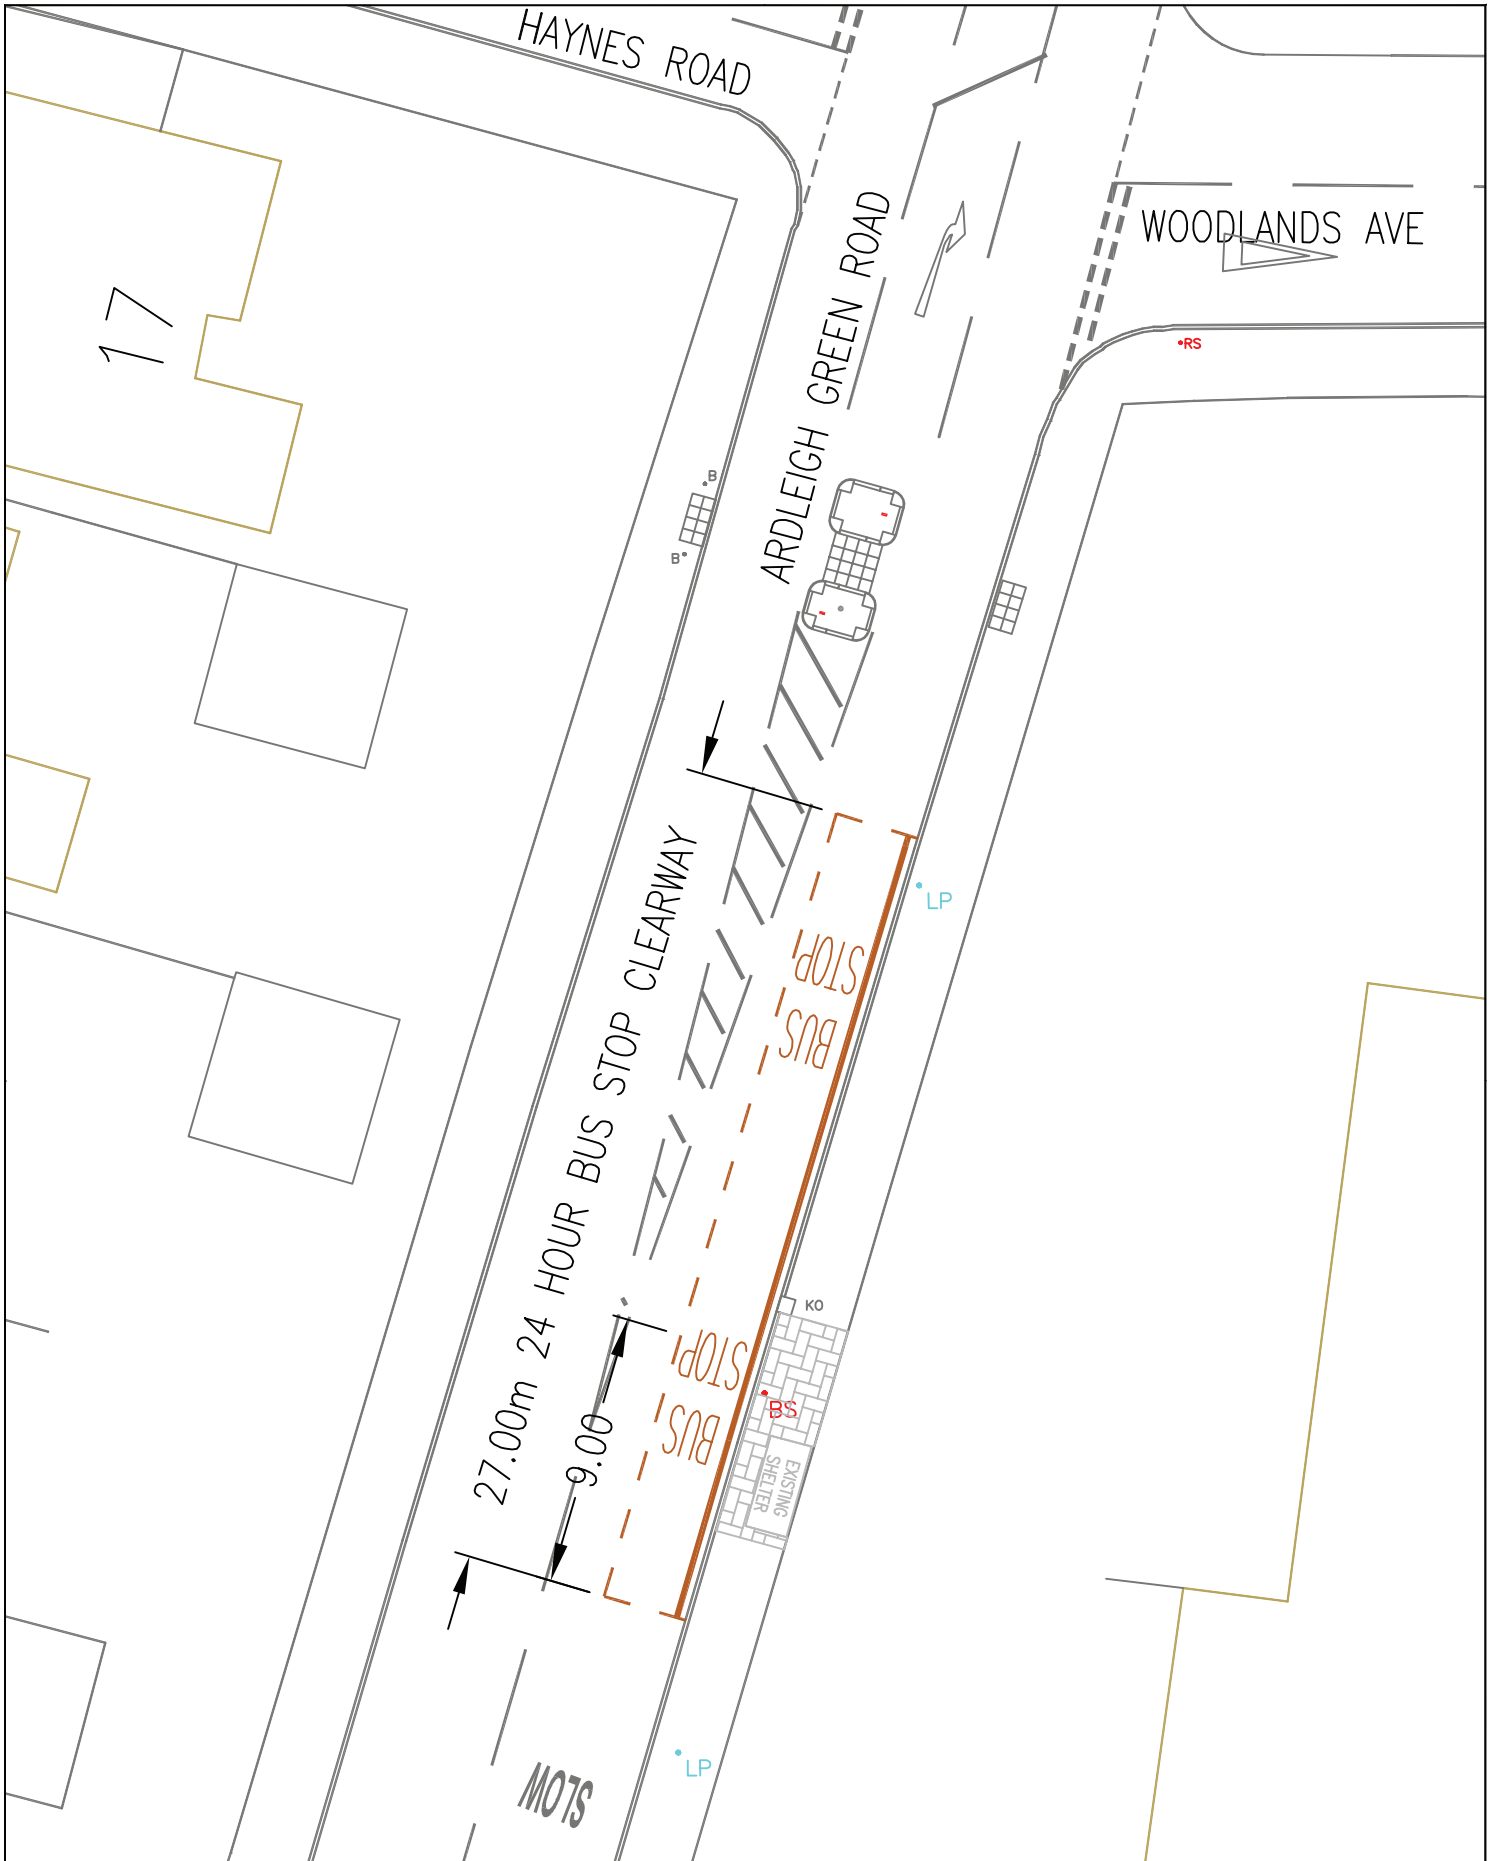 HAYNES ROAD
ARDLEIGH GREEN ROAD
WOODLANDS AVE
17
RS
B
B
27.00m 24 HOUR BUS STOP CLEARWAY
LP
STOP
BUS
KO
STOP
BUS
9.00
BS
EXISTING
SHELTER
LP
SLOW